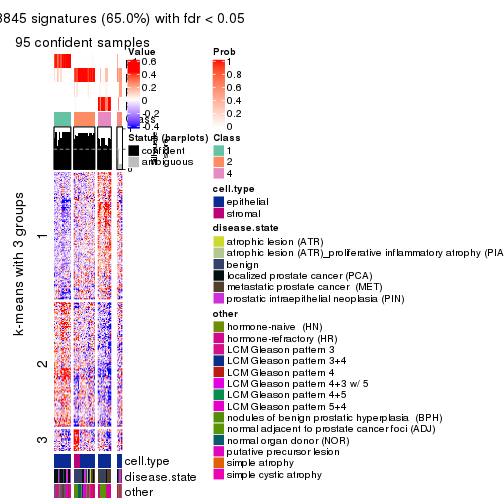 3845 signatures (65.0%) with fdr < 0.05
95 confident samples
k-means with 3 groups
1
2
3
Value
0.6
0.4
0.2
0
-0.2
-0.4
Status (barplots)
confident
ambiguous
cell.type
disease.state
other
Prob
1
0.8
0.6
0.4
0.2
0
Class
1
2
4
cell.type
epithelial
stromal
disease.state
atrophic lesion (ATR)
atrophic lesion (ATR)_proliferative inflammatory atrophy (PIA
benign
localized prostate cancer (PCA)
metastatic prostate cancer (MET)
prostatic intraepithelial neoplasia (PIN)
other
hormone-naive (HN)
hormone-refractory (HR)
LCM Gleason pattern 3
LCM Gleason pattern 3+4
LCM Gleason pattern 4
LCM Gleason pattern 4+3 w/ 5
LCM Gleason pattern 4+5
LCM Gleason pattern 5+4
nodules of benign prostatic hyperplasia (BPH)
normal adjacent to prostate cancer foci (ADJ)
normal organ donor (NOR)
putative precursor lesion
simple atrophy
simple cystic atrophy